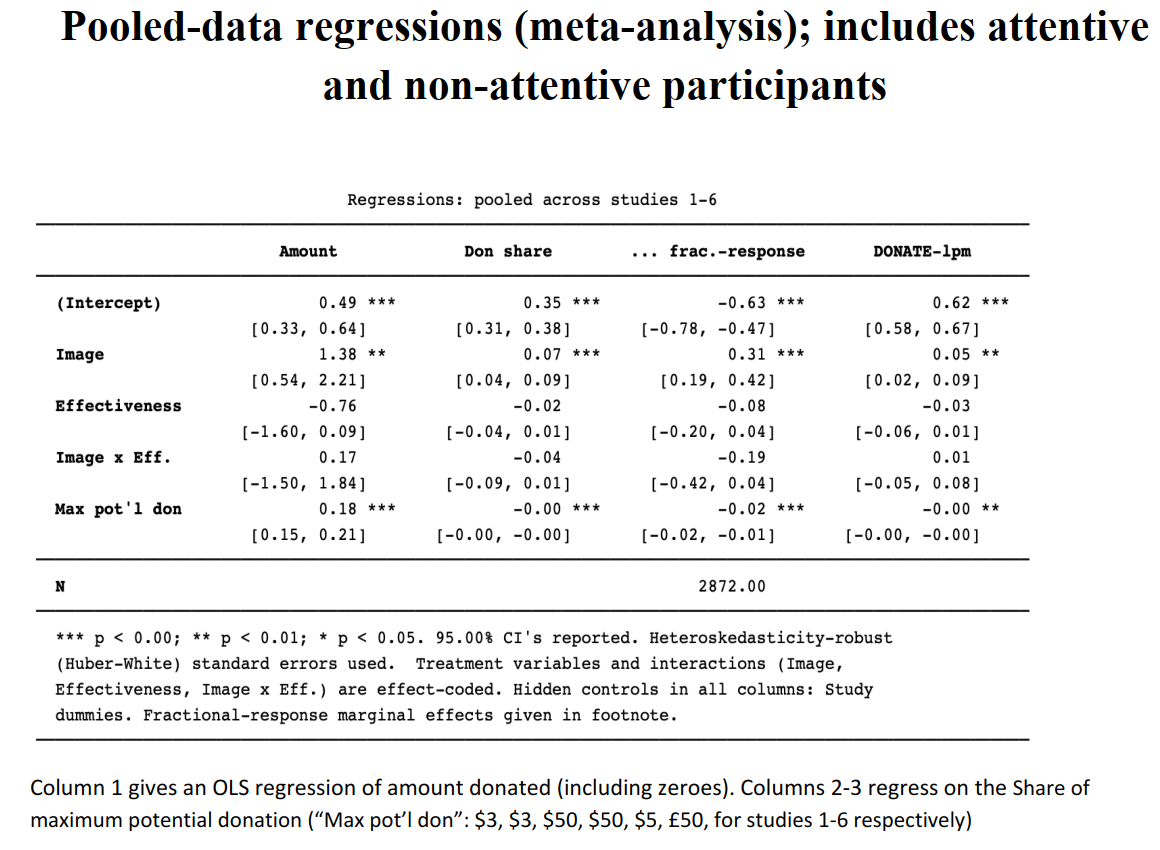 Pooled-data regressions (meta-analysis); includes attentive
and non-attentive participants
Regressions: pooled across studies 1-6
Amount Don share ... frac.-response DONATE-lpm
(Intercept) 0.49 *** 0.35 *** -0.63 *** 0.62 ***
[0.33, 0.64] [0.31, 0.38] [-0.78, -0.47] [0.58, 0.67]
Image 1.38 ** 0.07 *** 0.31 *** 0.05 **
[0.54, 2.21] [0.04, 0.09] [0.19, 0.42] [0.02, 0.09]
Effectiveness -0.76 -0.02 -0.08 -0.03
[-1.60, 0.09] [-0.04, 0.01] [-0.20, 0.04] [-0.06, 0.01]
Image x Eff. 0.17 -0.04 -0.19 0.01
[-1.50, 1.84] [-0.09, 0.01] [-0.42, 0.04] [-0.05, 0.08]
Max pot'l don 0.18 *** -0.00 *** -0.02 *** -0.00 **
[0.15, 0.21] [-0.00, -0.00] [-0.02, -0.01] [-0.00, -0.00]
N 2872.00
*** p < 0.00; ** p < 0.01; * p < 0.05. 95.00% CI's reported. Heteroskedasticity-robust
(Huber-White) standard errors used. Treatment variables and interactions (Image,
Effectiveness, Image x Eff.) are effect-coded. Hidden controls in all columns: Study
dummies. Fractional-response marginal effects given in footnote.
Column 1 gives an OLS regression of amount donated (including zeroes). Columns 2-3 regress on the Share of
maximum potential donation (“Max pot’l don”: $3, $3, $50, $50, $5, £50, for studies 1-6 respectively)